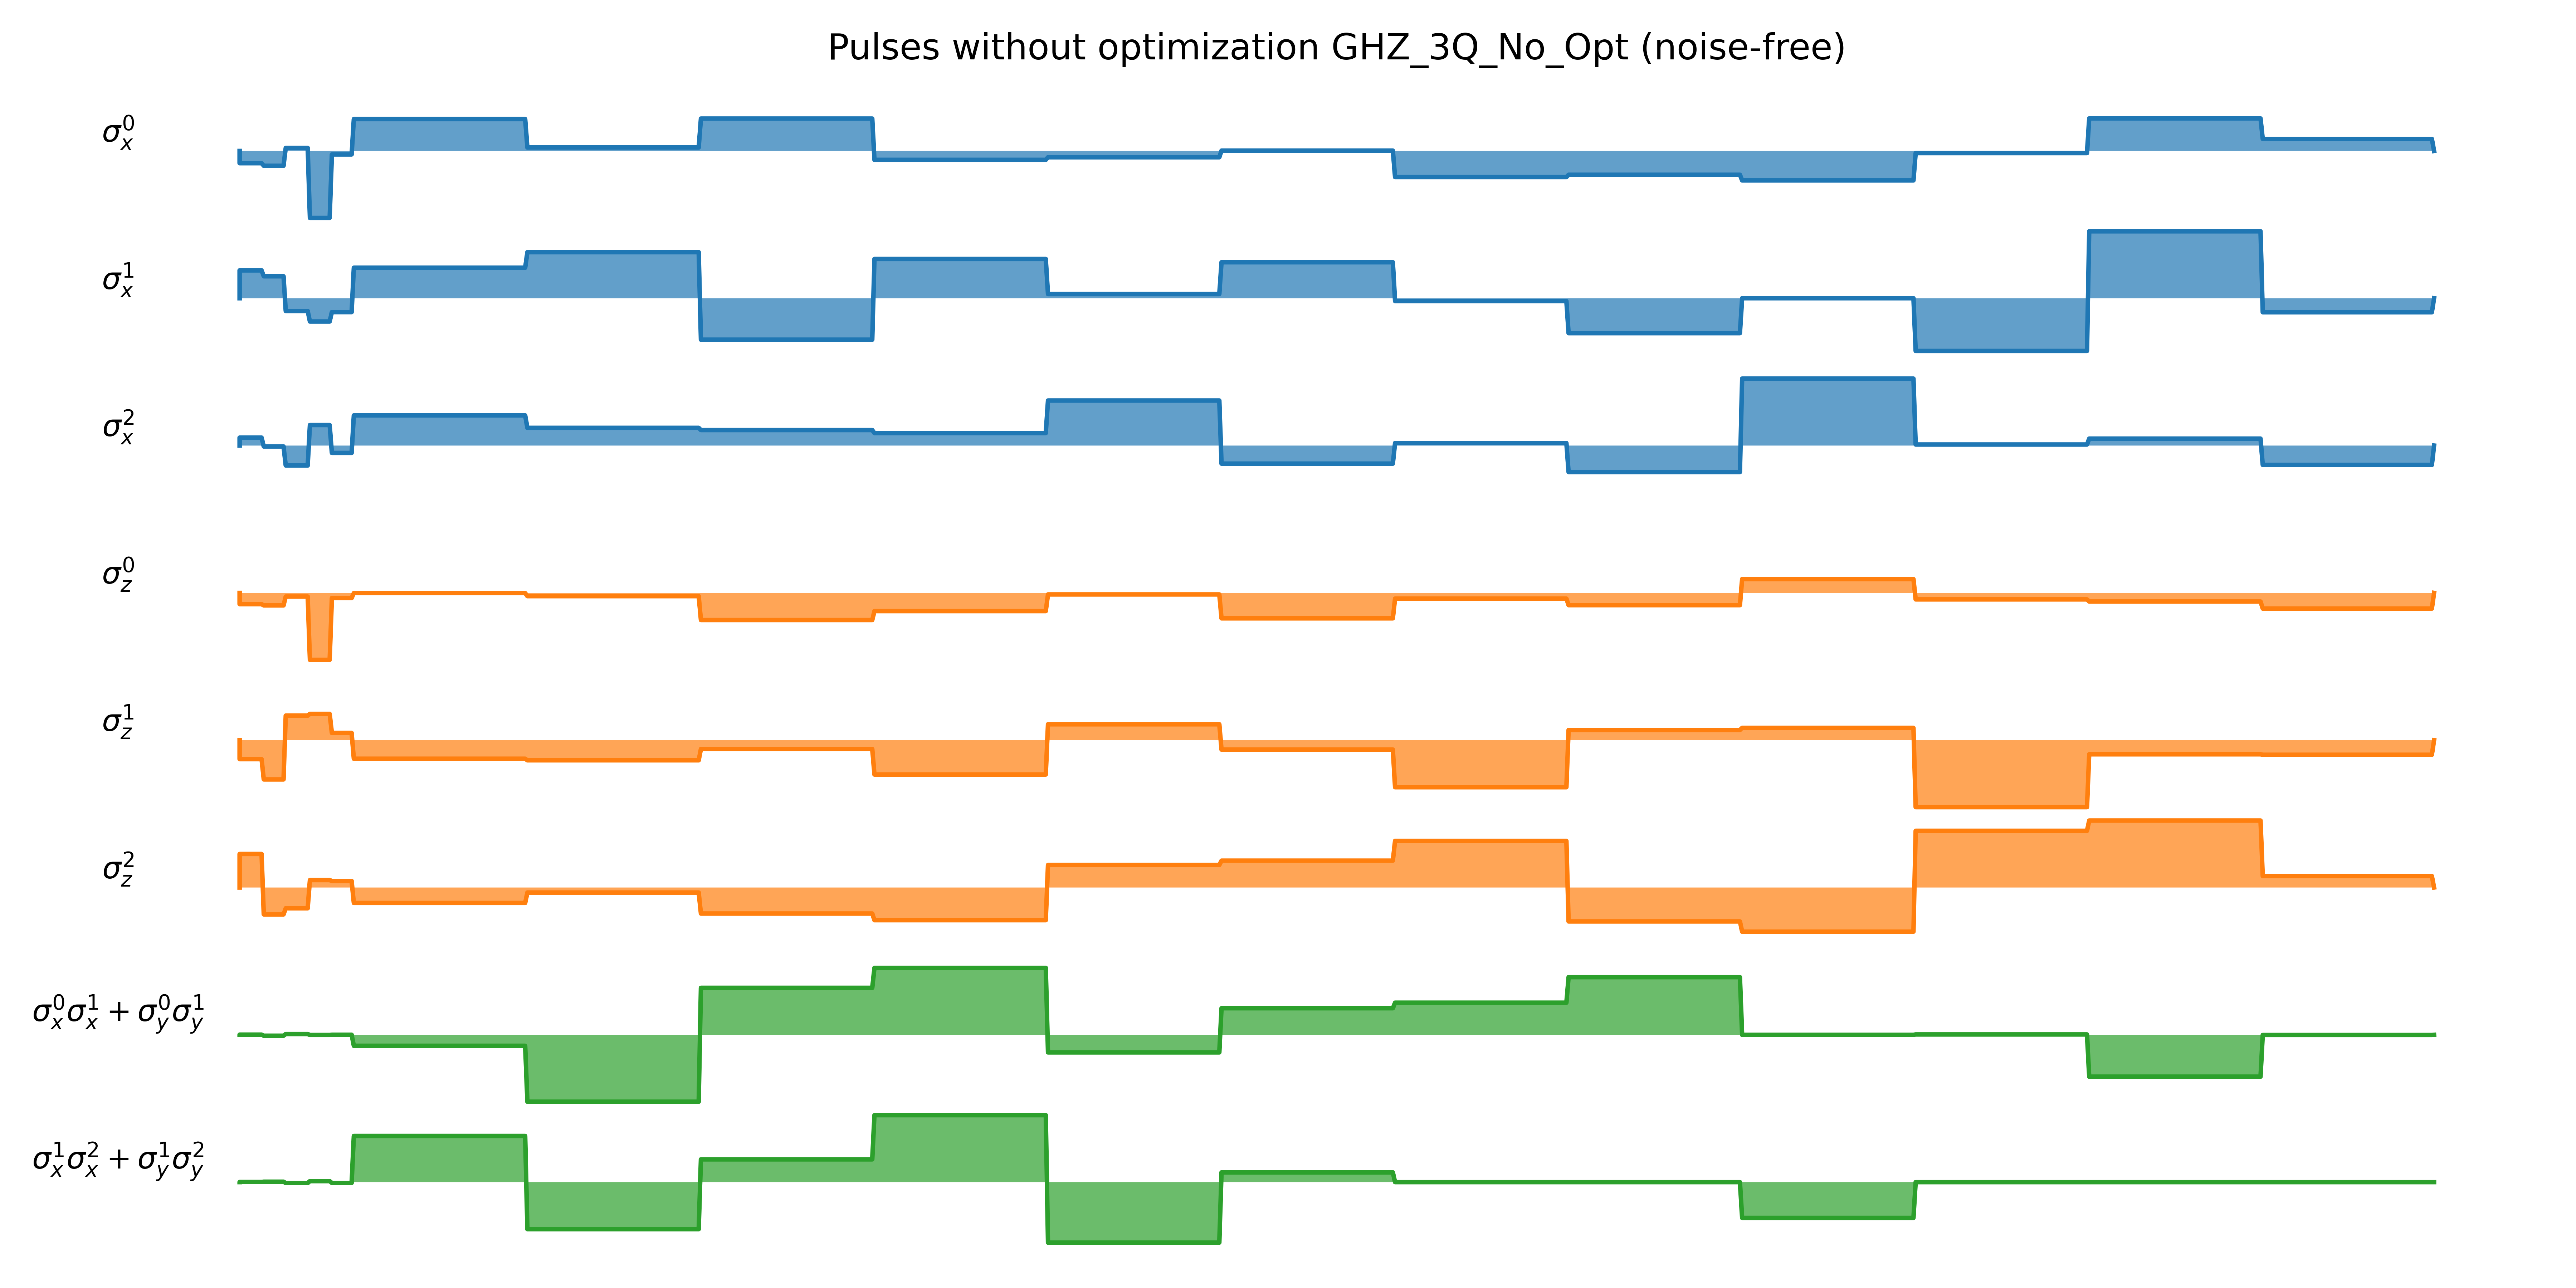 Pulses without optimization GHZ_3Q_No_Opt (noise-free)
σ_x^0
σ_x^1
σ_x^2
σ_z^0
σ_z^1
σ_z^2
σ_x^0σ_x^1 + σ_y^0σ_y^1
σ_x^1σ_x^2 + σ_y^1σ_y^2